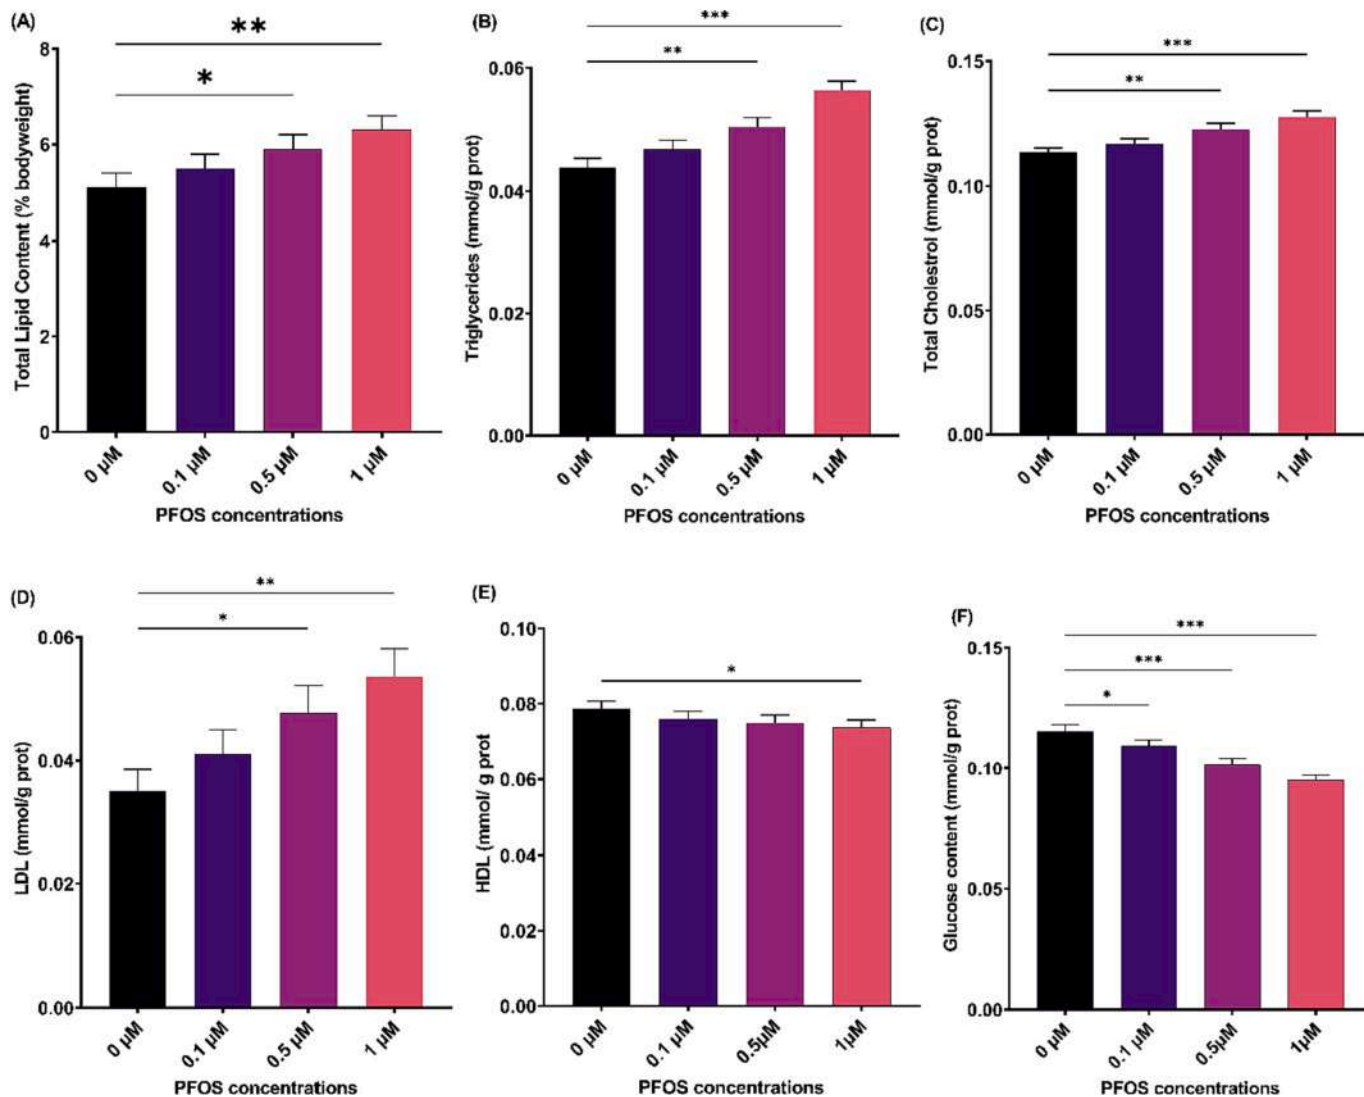 (A)
**
*
Total Lipid Content (% bodyweight)
8
6
4
2
0
0 µM
0.1 µM
0.5 µM
1 µM
PFOS concentrations
(B)
***
**
Triglycerides (mmol/g prot)
0.06
0.04
0.02
0.00
0 µM
0.1 µM
0.5 µM
1 µM
PFOS concentrations
(C)
***
**
Total Cholestrol (mmol/g prot)
0.15
0.10
0.05
0.00
0 µM
0.1 µM
0.5 µM
1 µM
PFOS concentrations
(D)
**
*
LDL (mmol/g prot)
0.06
0.04
0.02
0.00
0 µM
0.1 µM
0.5 µM
1 µM
PFOS concentrations
(E)
*
HDL (mmol/ g prot
0.10
0.08
0.06
0.04
0.02
0.00
0 µM
0.1 µM
0.5µM
1µM
PFOS concentrations
(F)
***
***
*
Glucose content (mmol/g prot)
0.15
0.10
0.05
0.00
0 µM
0.1 µM
0.5µM
1µM
PFOS concentrations